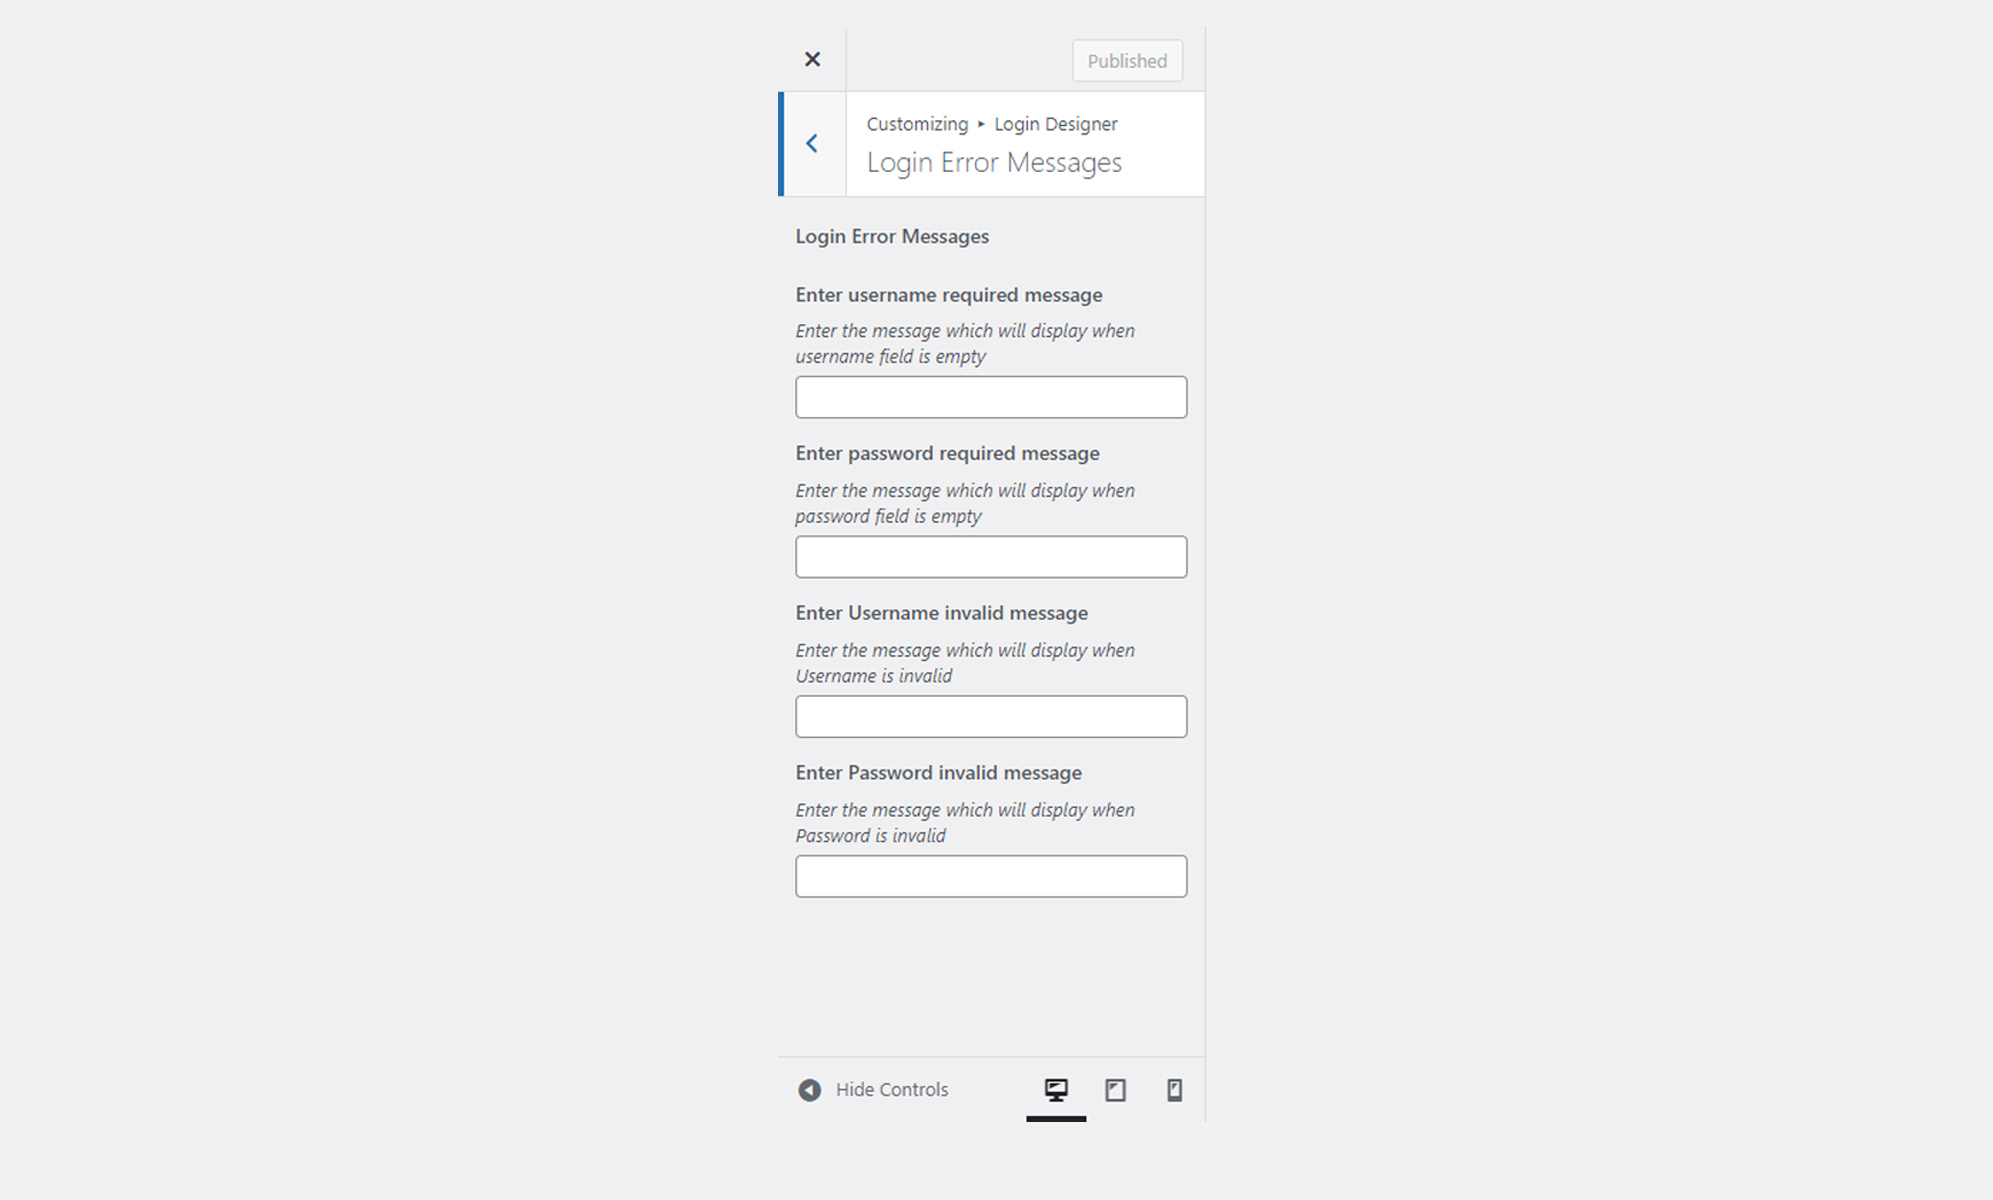 Published
Customizing ▸ Login Designer
Login Error Messages
Login Error Messages
Enter username required message
Enter the message which will display when
username field is empty
Enter password required message
Enter the message which will display when
password field is empty
Enter Username invalid message
Enter the message which will display when
Username is invalid
Enter Password invalid message
Enter the message which will display when
Password is invalid
Hide Controls